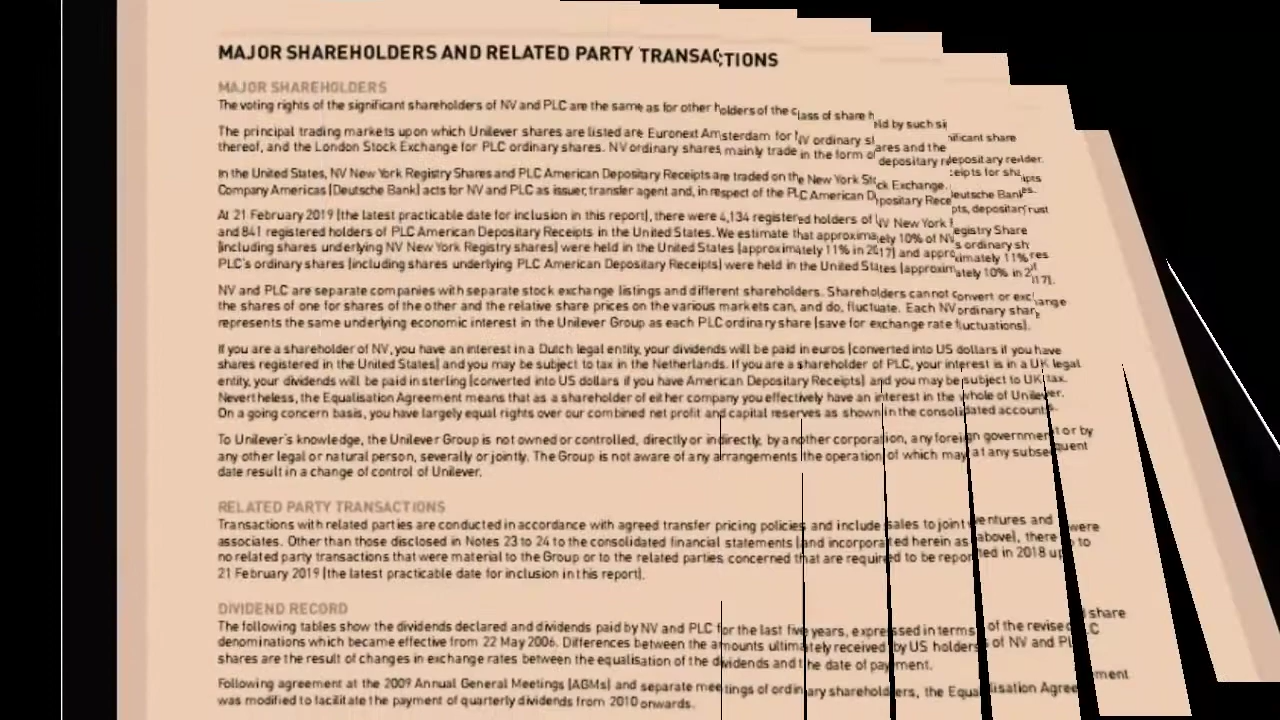 MAJOR SHAREHOLDERS AND RELATED PARTY TRANSACTIONS
MAJOR SHAREHOLDERS
The voting rights of the significant shareholders of NV and PLC are the same as for other holders of the class of share held by such significant share
The principal trading markets upon which Unilever shares are listed are Euronext Amsterdam for NV ordinary shares and the
thereof, and the London Stock Exchange for PLC ordinary shares. NV ordinary shares mainly trade in the form of depositary
In the United States, NV New York Registry Shares and PLC American Depositary Receipts are traded on the New York Stock Exchange.
Company Americas (Deutsche Bank) acts for NV and PLC as issuer, transfer agent and, in respect of the PLC American Depositary
At 21 February 2019 (the latest practicable date for inclusion in this report), there were 4,134 registered holders of NV New York Registry Share
and 841 registered holders of PLC American Depositary Receipts in the United States. We estimate that approximately 10% of NV's ordinary
(including shares underlying NV New York Registry shares) were held in the United States (approximately 11% in 2017) and approximately 11%
PLC's ordinary shares (including shares underlying PLC American Depositary Receipts) were held in the United States (approximately 10% in 2017).
NV and PLC are separate companies with separate stock exchange listings and different shareholders. Shareholders cannot convert or exchange
the shares of one for shares of the other and the relative share prices on the various markets can, and do, fluctuate. Each NV ordinary share
represents the same underlying economic interest in the Unilever Group as each PLC ordinary share (save for exchange rate fluctuations).
If you are a shareholder of NV, you have an interest in a Dutch legal entity, your dividends will be paid in euros (converted into US dollars if you have
shares registered in the United States) and you may be subject to tax in the Netherlands. If you are a shareholder of PLC, your interest is in a UK legal
entity, your dividends will be paid in sterling (converted into US dollars if you have American Depositary Receipts) and you may be subject to UK tax.
Nevertheless, the Equalisation Agreement means that as a shareholder of either company you effectively have an interest in the whole of Unilever.
On a going concern basis, you have largely equal rights over our combined net profit and capital reserves as shown in the consolidated accounts.
To Unilever's knowledge, the Unilever Group is not owned or controlled, directly or indirectly, by another corporation, any foreign government or by
any other legal or natural person, severally or jointly. The Group is not aware of any arrangements the operation of which may at any subsequent
date result in a change of control of Unilever.
RELATED PARTY TRANSACTIONS
Transactions with related parties are conducted in accordance with agreed transfer pricing policies and include sales to joint ventures and
associates. Other than those disclosed in Notes 23 to 24 to the consolidated financial statements (and incorporated herein as above), there were
no related party transactions that were material to the Group or to the related parties concerned that are required to be reported in 2018 up to
21 February 2019 (the latest practicable date for inclusion in this report).
DIVIDEND RECORD
The following tables show the dividends declared and dividends paid by NV and PLC for the last five years, expressed in terms of the revised share
denominations which became effective from 22 May 2006. Differences between the amounts ultimately received by US holders of NV and PLC
shares are the result of changes in exchange rates between the equalisation of the dividends and the date of payment.
Following agreement at the 2009 Annual General Meetings (AGMs) and separate meetings of ordinary shareholders, the Equalisation Agreement
was modified to facilitate the payment of quarterly dividends from 2010 onwards.